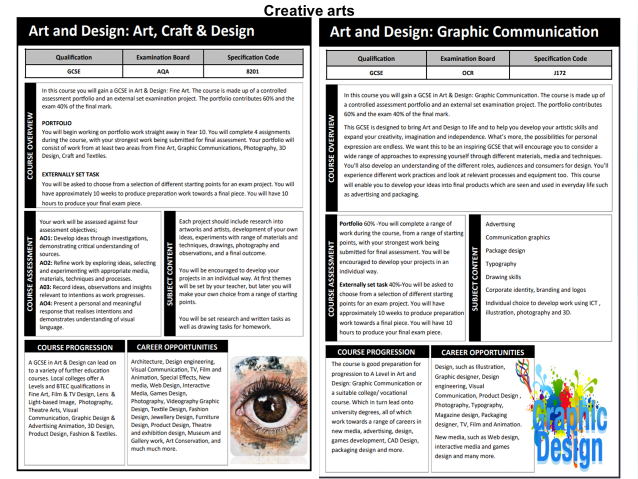 Creative arts
Art and Design: Art, Craft & Design
Qualification Examination Board Specification Code
GCSE AQA 8201
COURSE OVERVIEW
In this course you will gain a GCSE in Art & Design: Fine Art. The course is made up of a controlled
assessment portfolio and an external set examination project. The portfolio contributes 60% and the
exam 40% of the final mark.
PORTFOLIO
You will begin working on portfolio work straight away in Year 10. You will complete 4 assignments
during the course, with your strongest work being submitted for final assessment. Your portfolio will
consist of work from at least two areas from Fine Art, Graphic Communications, Photography, 3D
Design, Craft and Textiles.
EXTERNALLY SET TASK
You will be asked to choose from a selection of different starting points for an exam project. You will
have approximately 10 weeks to produce preparation work towards a final piece. You will have 10
hours to produce your final exam piece.
COURSE ASSESSMENT
Your work will be assessed against four
assessment objectives;
AO1: Develop ideas through investigations,
demonstrating critical understanding of
sources.
AO2: Refine work by exploring ideas, selecting
and experimenting with appropriate media,
materials, techniques and processes.
AO3: Record ideas, observations and insights
relevant to intentions as work progresses.
AO4: Present a personal and meaningful
response that realises intentions and
demonstrates understanding of visual
language.
SUBJECT CONTENT
Each project should include research into
artworks and artists, development of your own
ideas, experiments with range of materials and
techniques, drawings, photography and
observations, and a final outcome.
You will be encouraged to develop your
projects in an individual way. At first themes
will be set by your teacher, but later you will
make your own choice from a range of starting
points.
You will be set research and written tasks as
well as drawing tasks for homework.
COURSE PROGRESSION
A GCSE in Art & Design can lead on
to a variety of further education
courses. Local colleges offer A
Levels and BTEC qualifications in
Fine Art, Film & TV Design, Lens &
Light-based Image, Photography,
Theatre Arts, Visual
Communication, Graphic Design &
Advertising Animation, 3D Design,
Product Design, Fashion & Textiles.
CAREER OPPORTUNITIES
Architecture, Design engineering,
Visual Communication, TV, Film and
Animation, Special Effects, New
media, Web Design, Interactive
Media, Games Design,
Photography, Videography Graphic
Design, Textile Design, Fashion
Design, Jewellery Design, Furniture
Design, Product Design, Theatre
and exhibition design, Museum and
Gallery work, Art Conservation, and
much much more.
Art and Design: Graphic Communication
Qualification Examination Board Specification Code
GCSE OCR J172
COURSE OVERVIEW
In this course you will gain a GCSE in Art & Design: Graphic Communication. The course is made up of
a controlled assessment portfolio and an external set examination project. The portfolio contributes
60% and the exam 40% of the final mark.
This GCSE is designed to bring Art and Design to life and to help you develop your artistic skills and
expand your creativity, imagination and independence. What's more, the possibilities for personal
expression are endless. We want this to be an inspiring GCSE that will encourage you to consider a
wide range of approaches to expressing yourself through different materials, media and techniques.
You'll also develop an understanding of the different roles, audiences and consumers for design. You'll
experience different work practices and look at relevant processes and equipment too. This course
will enable you to develop your ideas into final products which are seen and used in everyday life such
as advertising and packaging.
COURSE ASSESSMENT
Portfolio 60% -You will complete a range of
work during the course, from a range of starting
points, with your strongest work being
submitted for final assessment. You will be
encouraged to develop your projects in an
individual way.
Externally set task 40%-You will be asked to
choose from a selection of different starting
points for an exam project. You will have
approximately 10 weeks to produce preparation
work towards a final piece. You will have 10
hours to produce your final exam piece.
SUBJECT CONTENT
Advertising
Communication graphics
Package design
Typography
Drawing skills
Corporate identity, branding and logos
Individual choice to develop work using ICT ,
illustration, photography and 3D.
COURSE PROGRESSION
The course is good preparation for
progression to A Level in Art and
Design: Graphic Communication or
a suitable college/ vocational
course. Which in turn lead onto
university degrees, all of which
work towards a range of careers in
new media, advertising, design,
games development, CAD Design,
packaging design and more.
CAREER OPPORTUNITIES
Design, such as Illustration,
Graphic designer, Design
engineering, Visual
Communication, Product Design ,
Photography, Typography,
Magazine design, Packaging
designer, TV, Film and Animation.
New media, such as Web design,
interactive media and games
design and many more.
Graphic
Design